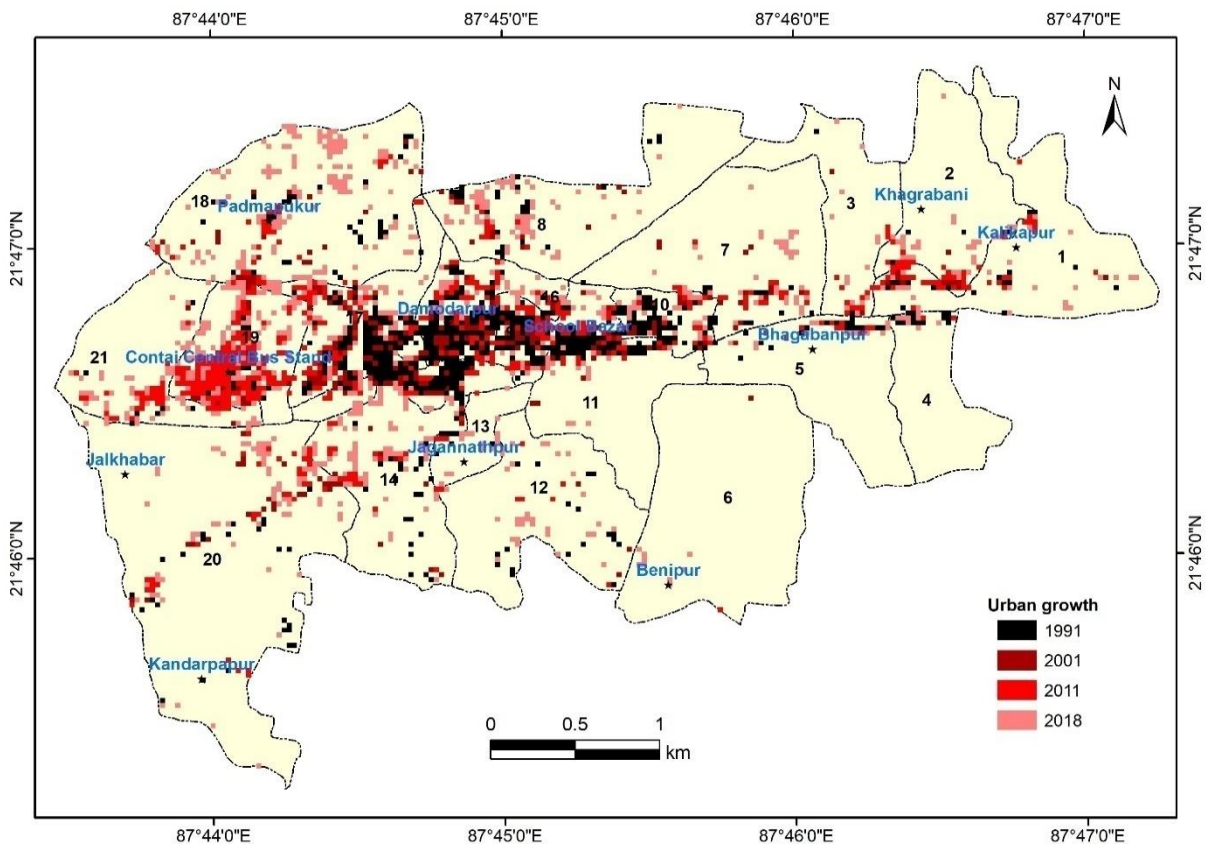 87°44'0"E 87°45'0"E 87°46'0"E 87°47'0"E
N
2
Khagrabani
18
Padmapukur
3
8
Kalikapur
21°47'0"N
21°47'0"N
7
1
16
10
Damodarpur
17
School Bazar
19
Bhagabanpur
21
Contai Central Bus Stand
5
11
4
13
Jagannathpur
Jalkhabar
14
12
6
20
21°46'0"N
21°46'0"N
Benipur
Urban growth
1991
2001
2011
2018
Kandarpapur
0 0.5 1
km
87°44'0"E 87°45'0"E 87°46'0"E 87°47'0"E